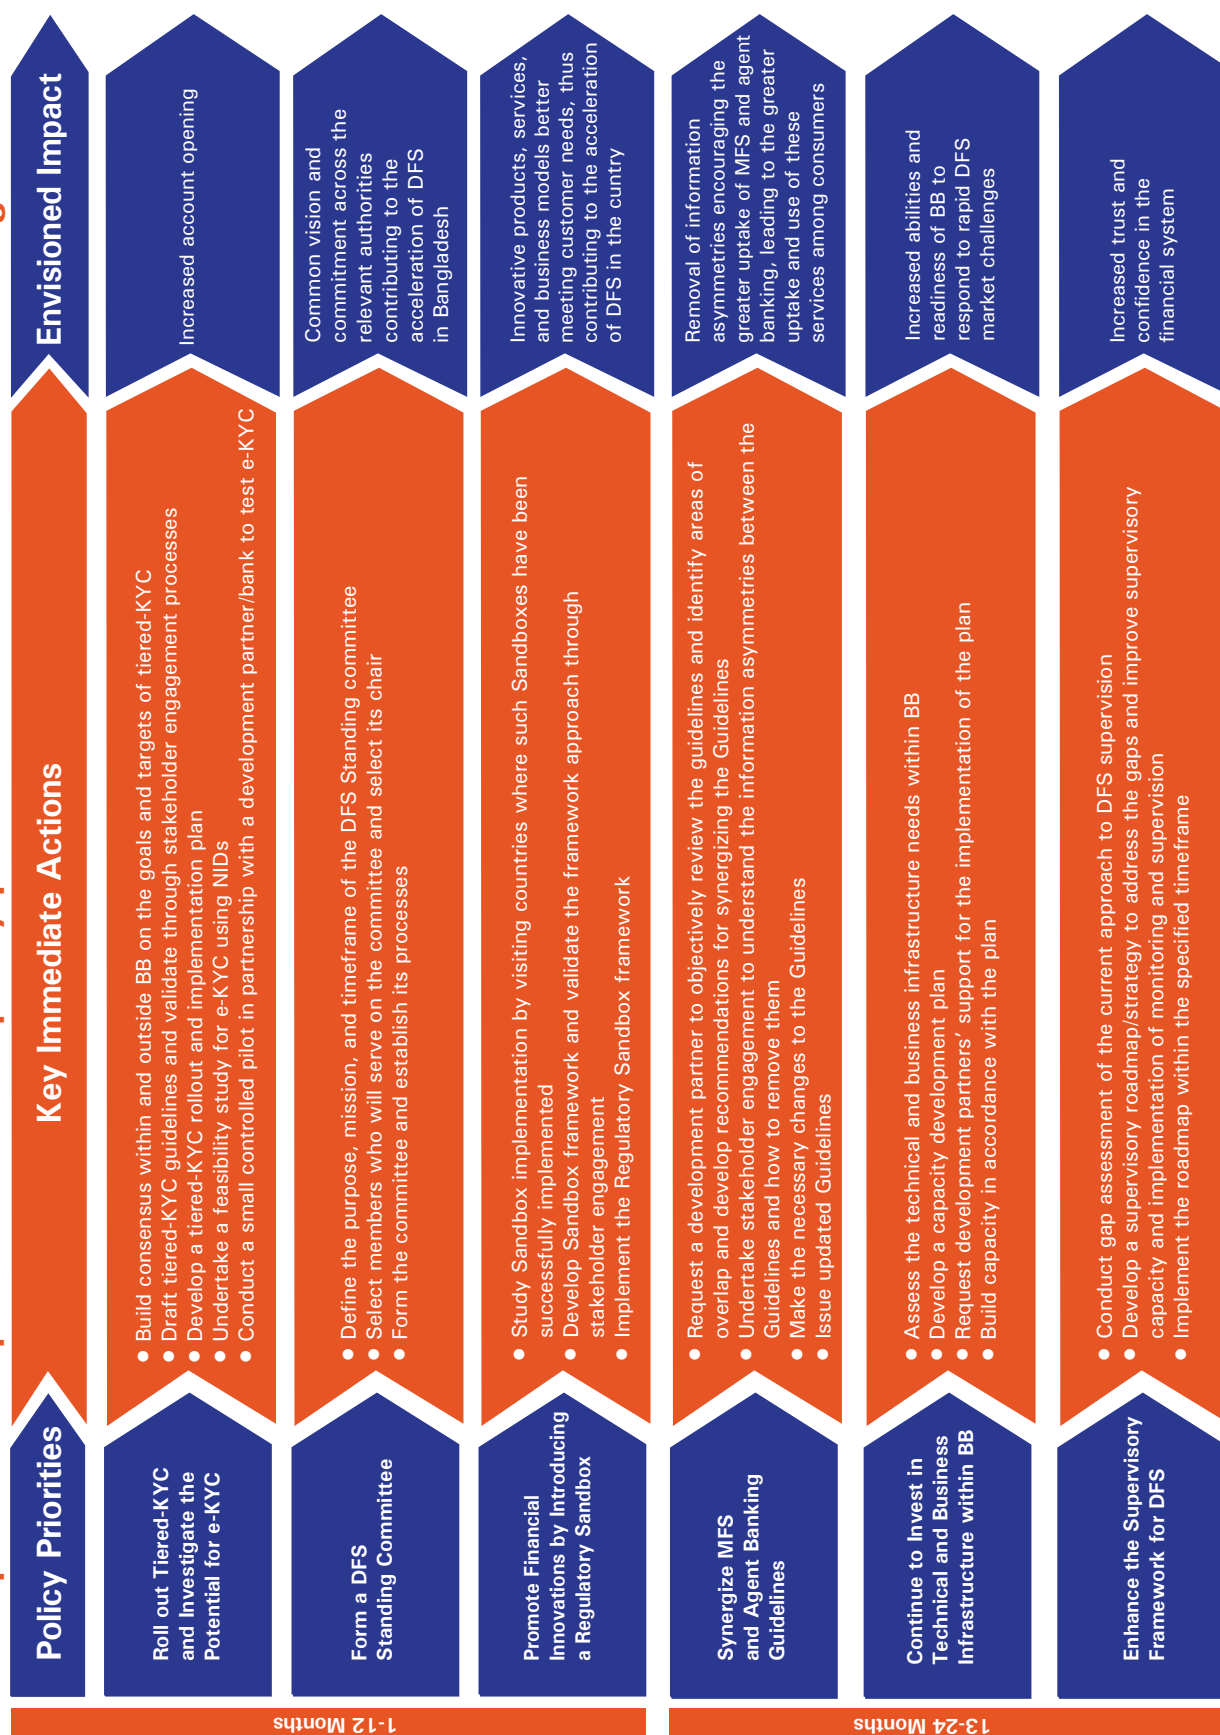 Policy Priorities
Key Immediate Actions
Envisioned Impact
1-12 Months
Roll out Tiered-KYC
and Investigate the
Potential for e-KYC
● Build consensus within and outside BB on the goals and targets of tiered-KYC
● Draft tiered-KYC guidelines and validate through stakeholder engagement processes
● Develop a tiered-KYC rollout and implementation plan
● Undertake a feasibility study for e-KYC using NIDs
● Conduct a small controlled pilot in partnership with a development partner/bank to test e-KYC
Increased account opening
Form a DFS
Standing Committee
● Define the purpose, mission, and timeframe of the DFS Standing committee
● Select members who will serve on the committee and select its chair
● Form the committee and establish its processes
Common vision and
commitment across the
relevant authorities
contributing to the
acceleration of DFS
in Bangladesh
Promote Financial
Innovations by Introducing
a Regulatory Sandbox
● Study Sandbox implementation by visiting countries where such Sandboxes have been
successfully implemented
● Develop Sandbox framework and validate the framework approach through
stakeholder engagement
● Implement the Regulatory Sandbox framework
Innovative products, services,
and business models better
meeting customer needs, thus
contributing to the acceleration
of DFS in the cuntry
13-24 Months
Synergize MFS
and Agent Banking
Guidelines
● Request a development partner to objectively review the guidelines and identify areas of
overlap and develop recommendations for synergizing the Guidelines
● Undertake stakeholder engagement to understand the information asymmetries between the
Guidelines and how to remove them
● Make the necessary changes to the Guidelines
● Issue updated Guidelines
Removal of information
asymmetries encouraging the
greater uptake of MFS and agent
banking, leading to the greater
uptake and use of these
services among consumers
Continue to Invest in
Technical and Business
Infrastructure within BB
● Assess the technical and business infrastructure needs within BB
● Develop a capacity development plan
● Request development partners' support for the implementation of the plan
● Build capacity in accordance with the plan
Increased abilities and
readiness of BB to
respond to rapid DFS
market challenges
Enhance the Supervisory
Framework for DFS
● Conduct gap assessment of the current approach to DFS supervision
● Develop a supervisory roadmap/strategy to address the gaps and improve supervisory
capacity and implementation of monitoring and supervision
● Implement the roadmap within the specified timeframe
Increased trust and
confidence in the
financial system